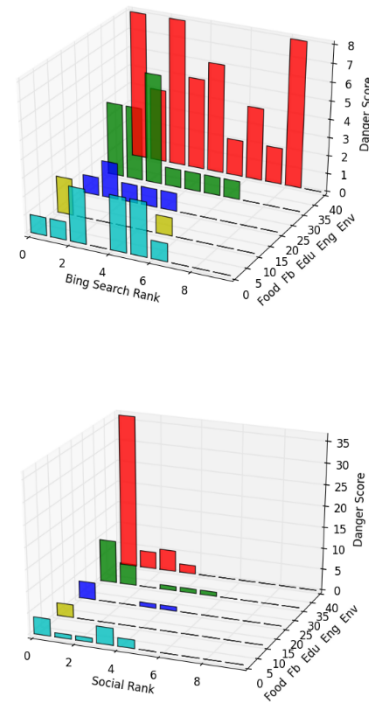 8
7
6
5
4
3
2
1
0
Danger Score
0 2 4 6 8
Bing Search Rank
0 5 10 15 20 25 30 35 40
Food Fb Edu Eng Env
35
30
25
20
15
10
5
0
Danger Score
0 2 4 6 8
Social Rank
0 5 10 15 20 25 30 35 40
Food Fb Edu Eng Env